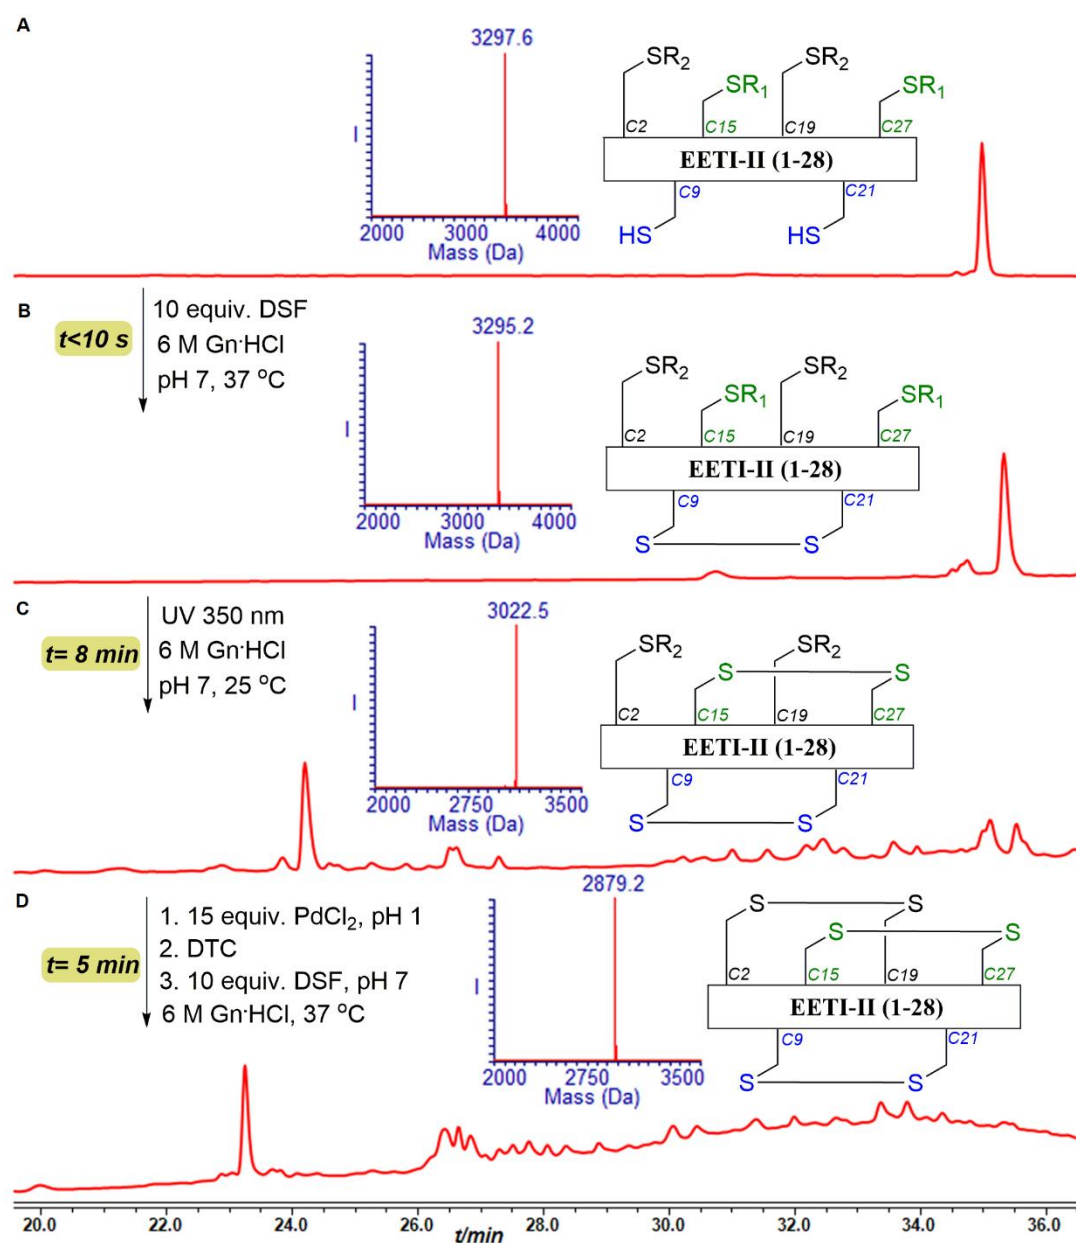 A
3297.6
I
2000 3000 4000
Mass (Da)
SR2 SR1 SR2 SR1
C2 C15 C19 C27
EETI-II (1-28)
C9 C21
HS HS
B
t<10 s
10 equiv. DSF
6 M Gn·HCl
pH 7, 37 °C
3295.2
I
2000 3000 4000
Mass (Da)
SR2 SR1 SR2 SR1
C2 C15 C19 C27
EETI-II (1-28)
C9 C21
S S
C
t= 8 min
UV 350 nm
6 M Gn·HCl
pH 7, 25 °C
3022.5
I
2000 2750 3500
Mass (Da)
SR2 SR2
S S
C2 C15 C19 C27
EETI-II (1-28)
C9 C21
S S
D
t= 5 min
1. 15 equiv. PdCl2, pH 1
2. DTC
3. 10 equiv. DSF, pH 7
6 M Gn·HCl, 37 °C
2879.2
I
2000 2750 3500
Mass (Da)
S S
S S
C2 C15 C19 C27
EETI-II (1-28)
C9 C21
S S
20.0 22.0 24.0 26.0 28.0 30.0 32.0 34.0 36.0
t/min